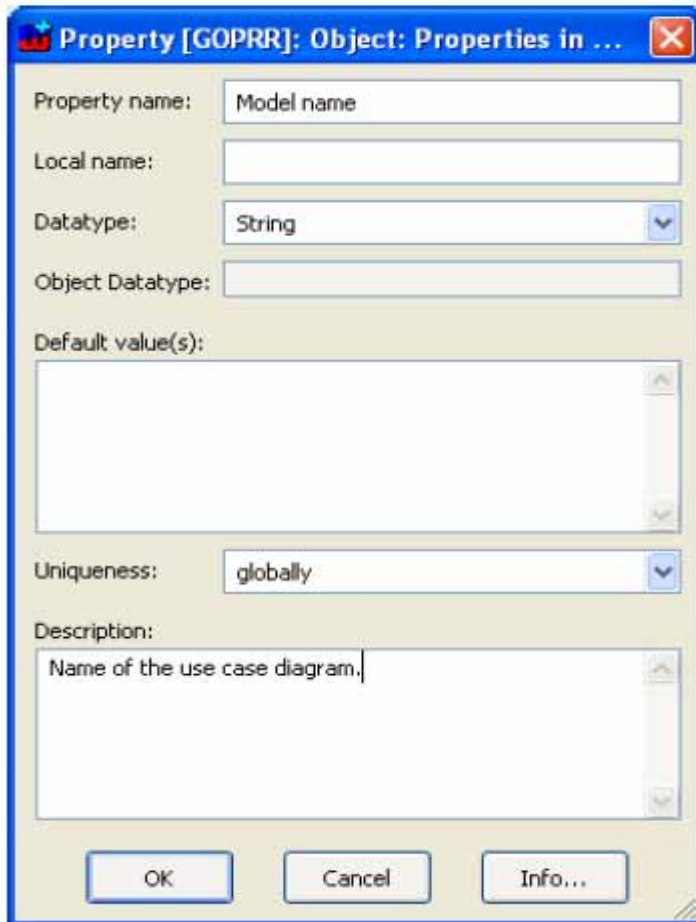 Property [GOPRR]: Object: Properties in ...
Property name: Model name
Local name:
Datatype: String
Object Datatype:
Default value(s):
Uniqueness: globally
Description:
Name of the use case diagram.
OK Cancel Info...